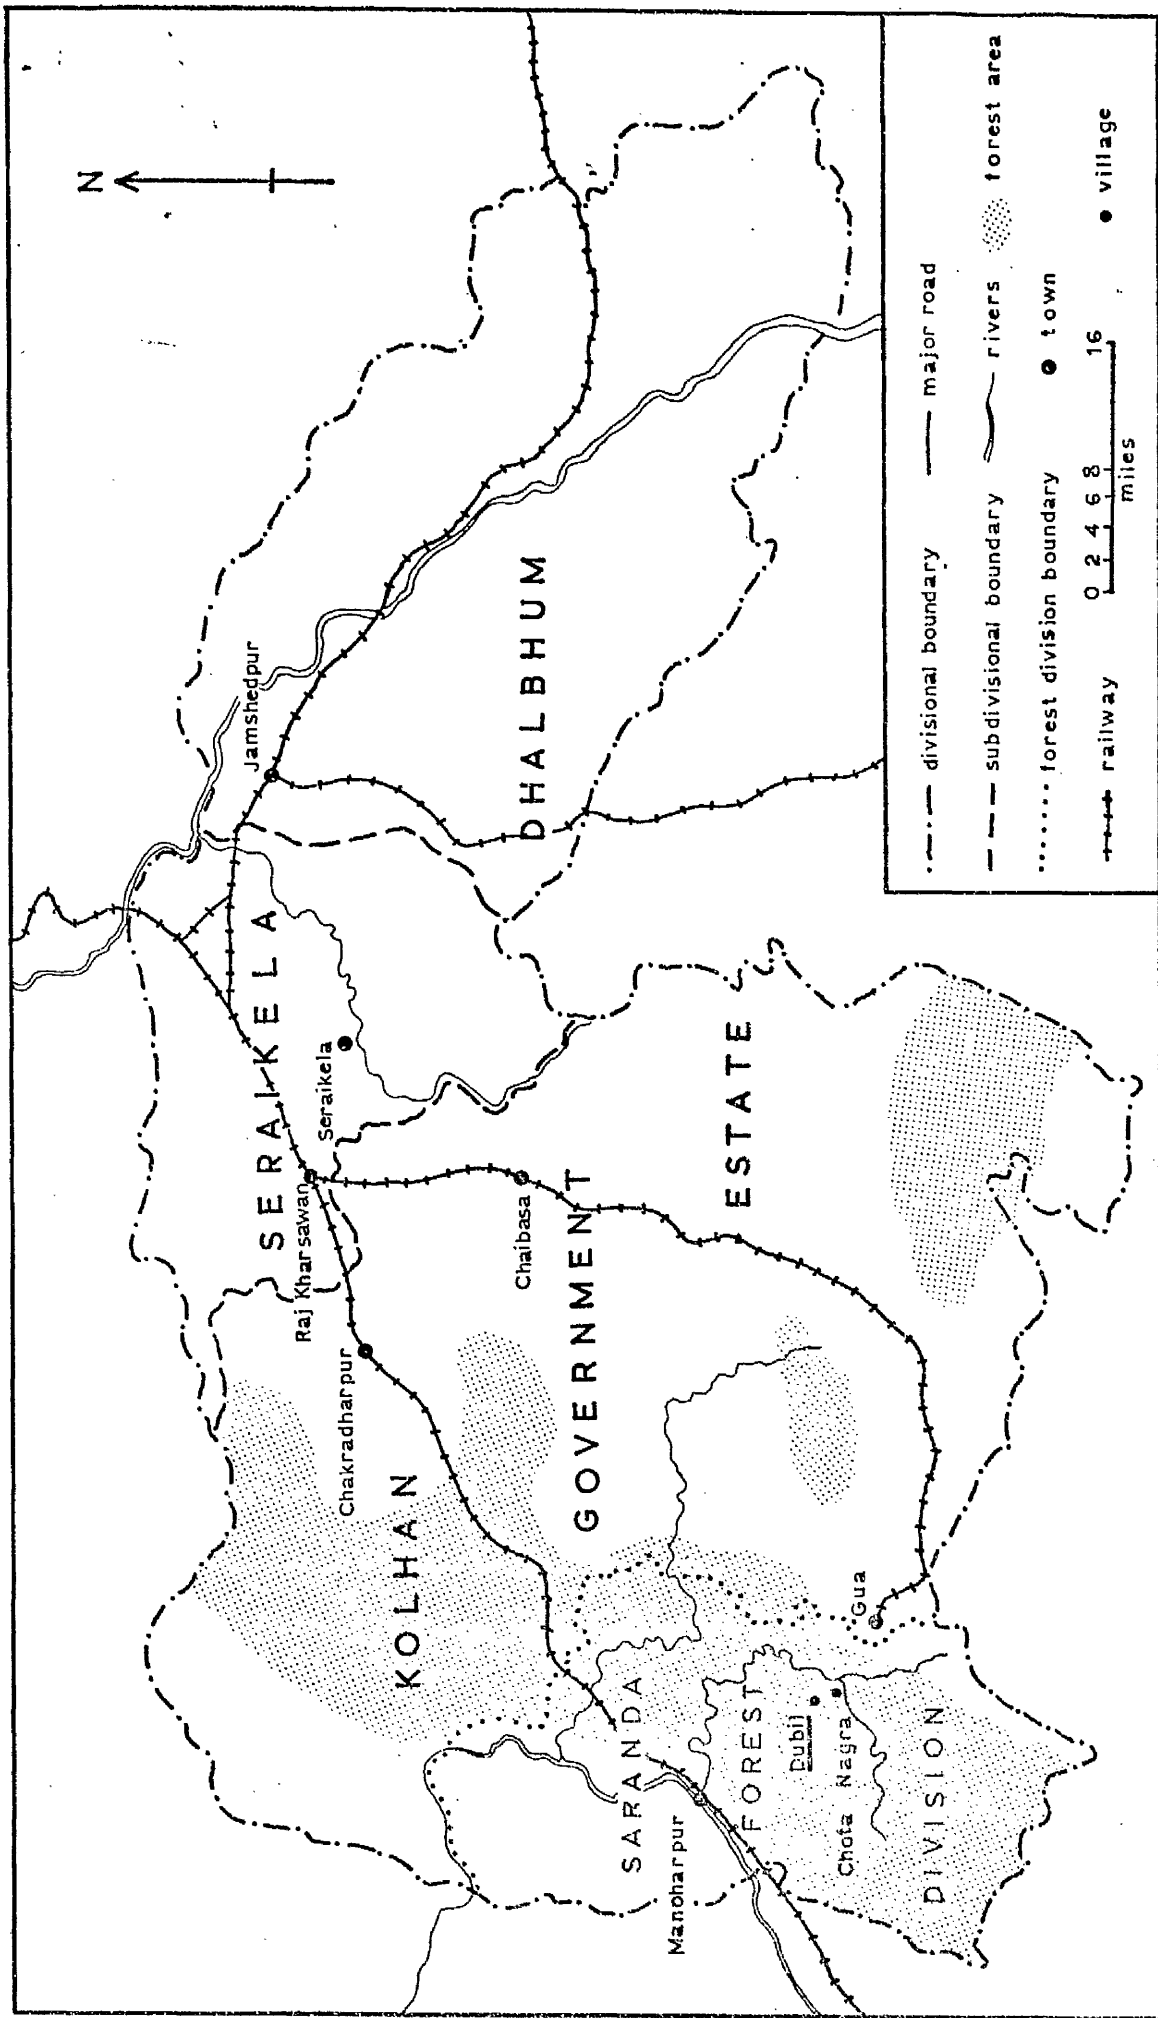 N
Jamshedpur
SERAIKELA
Seraikela
Raj Kharsawan
Chakradharpur
DHALBHUM
Chaibasa
KOLHAN
GOVERNMENT
ESTATE
SARANDA
Manoharpur
FOREST
Dubil
Chota Nagra
Gua
DIVISION
divisional boundary
major road
subdivisional boundary
rivers
forest area
forest division boundary
town
railway
0 2 4 6 8 16
miles
village